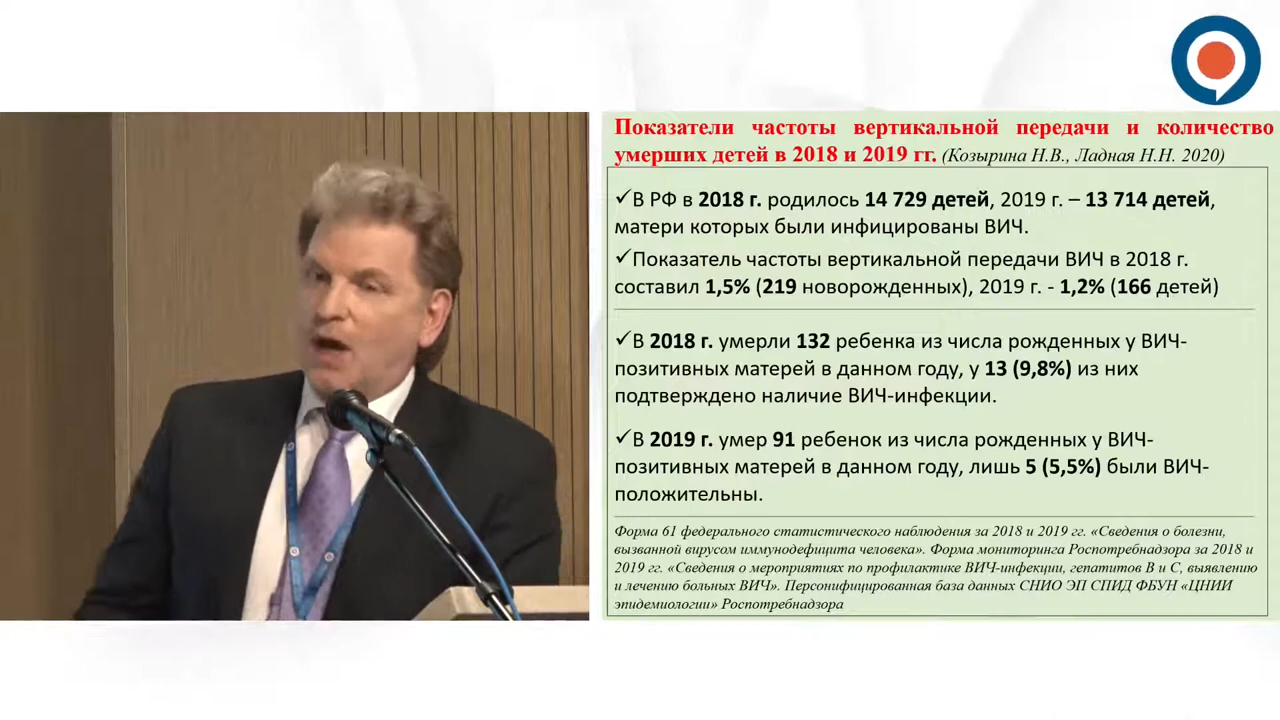 Показатели частоты вертикальной передачи и количество
умерших детей в 2018 и 2019 гг. (Козырина Н.В., Ладная Н.Н. 2020)
✓В РФ в 2018 г. родилось 14 729 детей, 2019 г. – 13 714 детей,
матери которых были инфицированы ВИЧ.
✓Показатель частоты вертикальной передачи ВИЧ в 2018 г.
составил 1,5% (219 новорожденных), 2019 г. - 1,2% (166 детей)
✓В 2018 г. умерли 132 ребенка из числа рожденных у ВИЧ-
позитивных матерей в данном году, у 13 (9,8%) из них
подтверждено наличие ВИЧ-инфекции.
✓В 2019 г. умер 91 ребенок из числа рожденных у ВИЧ-
позитивных матерей в данном году, лишь 5 (5,5%) были ВИЧ-
положительны.
Форма 61 федерального статистического наблюдения за 2018 и 2019 гг. «Сведения о болезни,
вызванной вирусом иммунодефицита человека». Форма мониторинга Роспотребнадзора за 2018 и
2019 гг. «Сведения о мероприятиях по профилактике ВИЧ-инфекции, гепатитов В и С, выявлению
и лечению больных ВИЧ». Персонифицированная база данных СНИО ЭП СПИД ФБУН «ЦНИИ
эпидемиологии» Роспотребнадзора